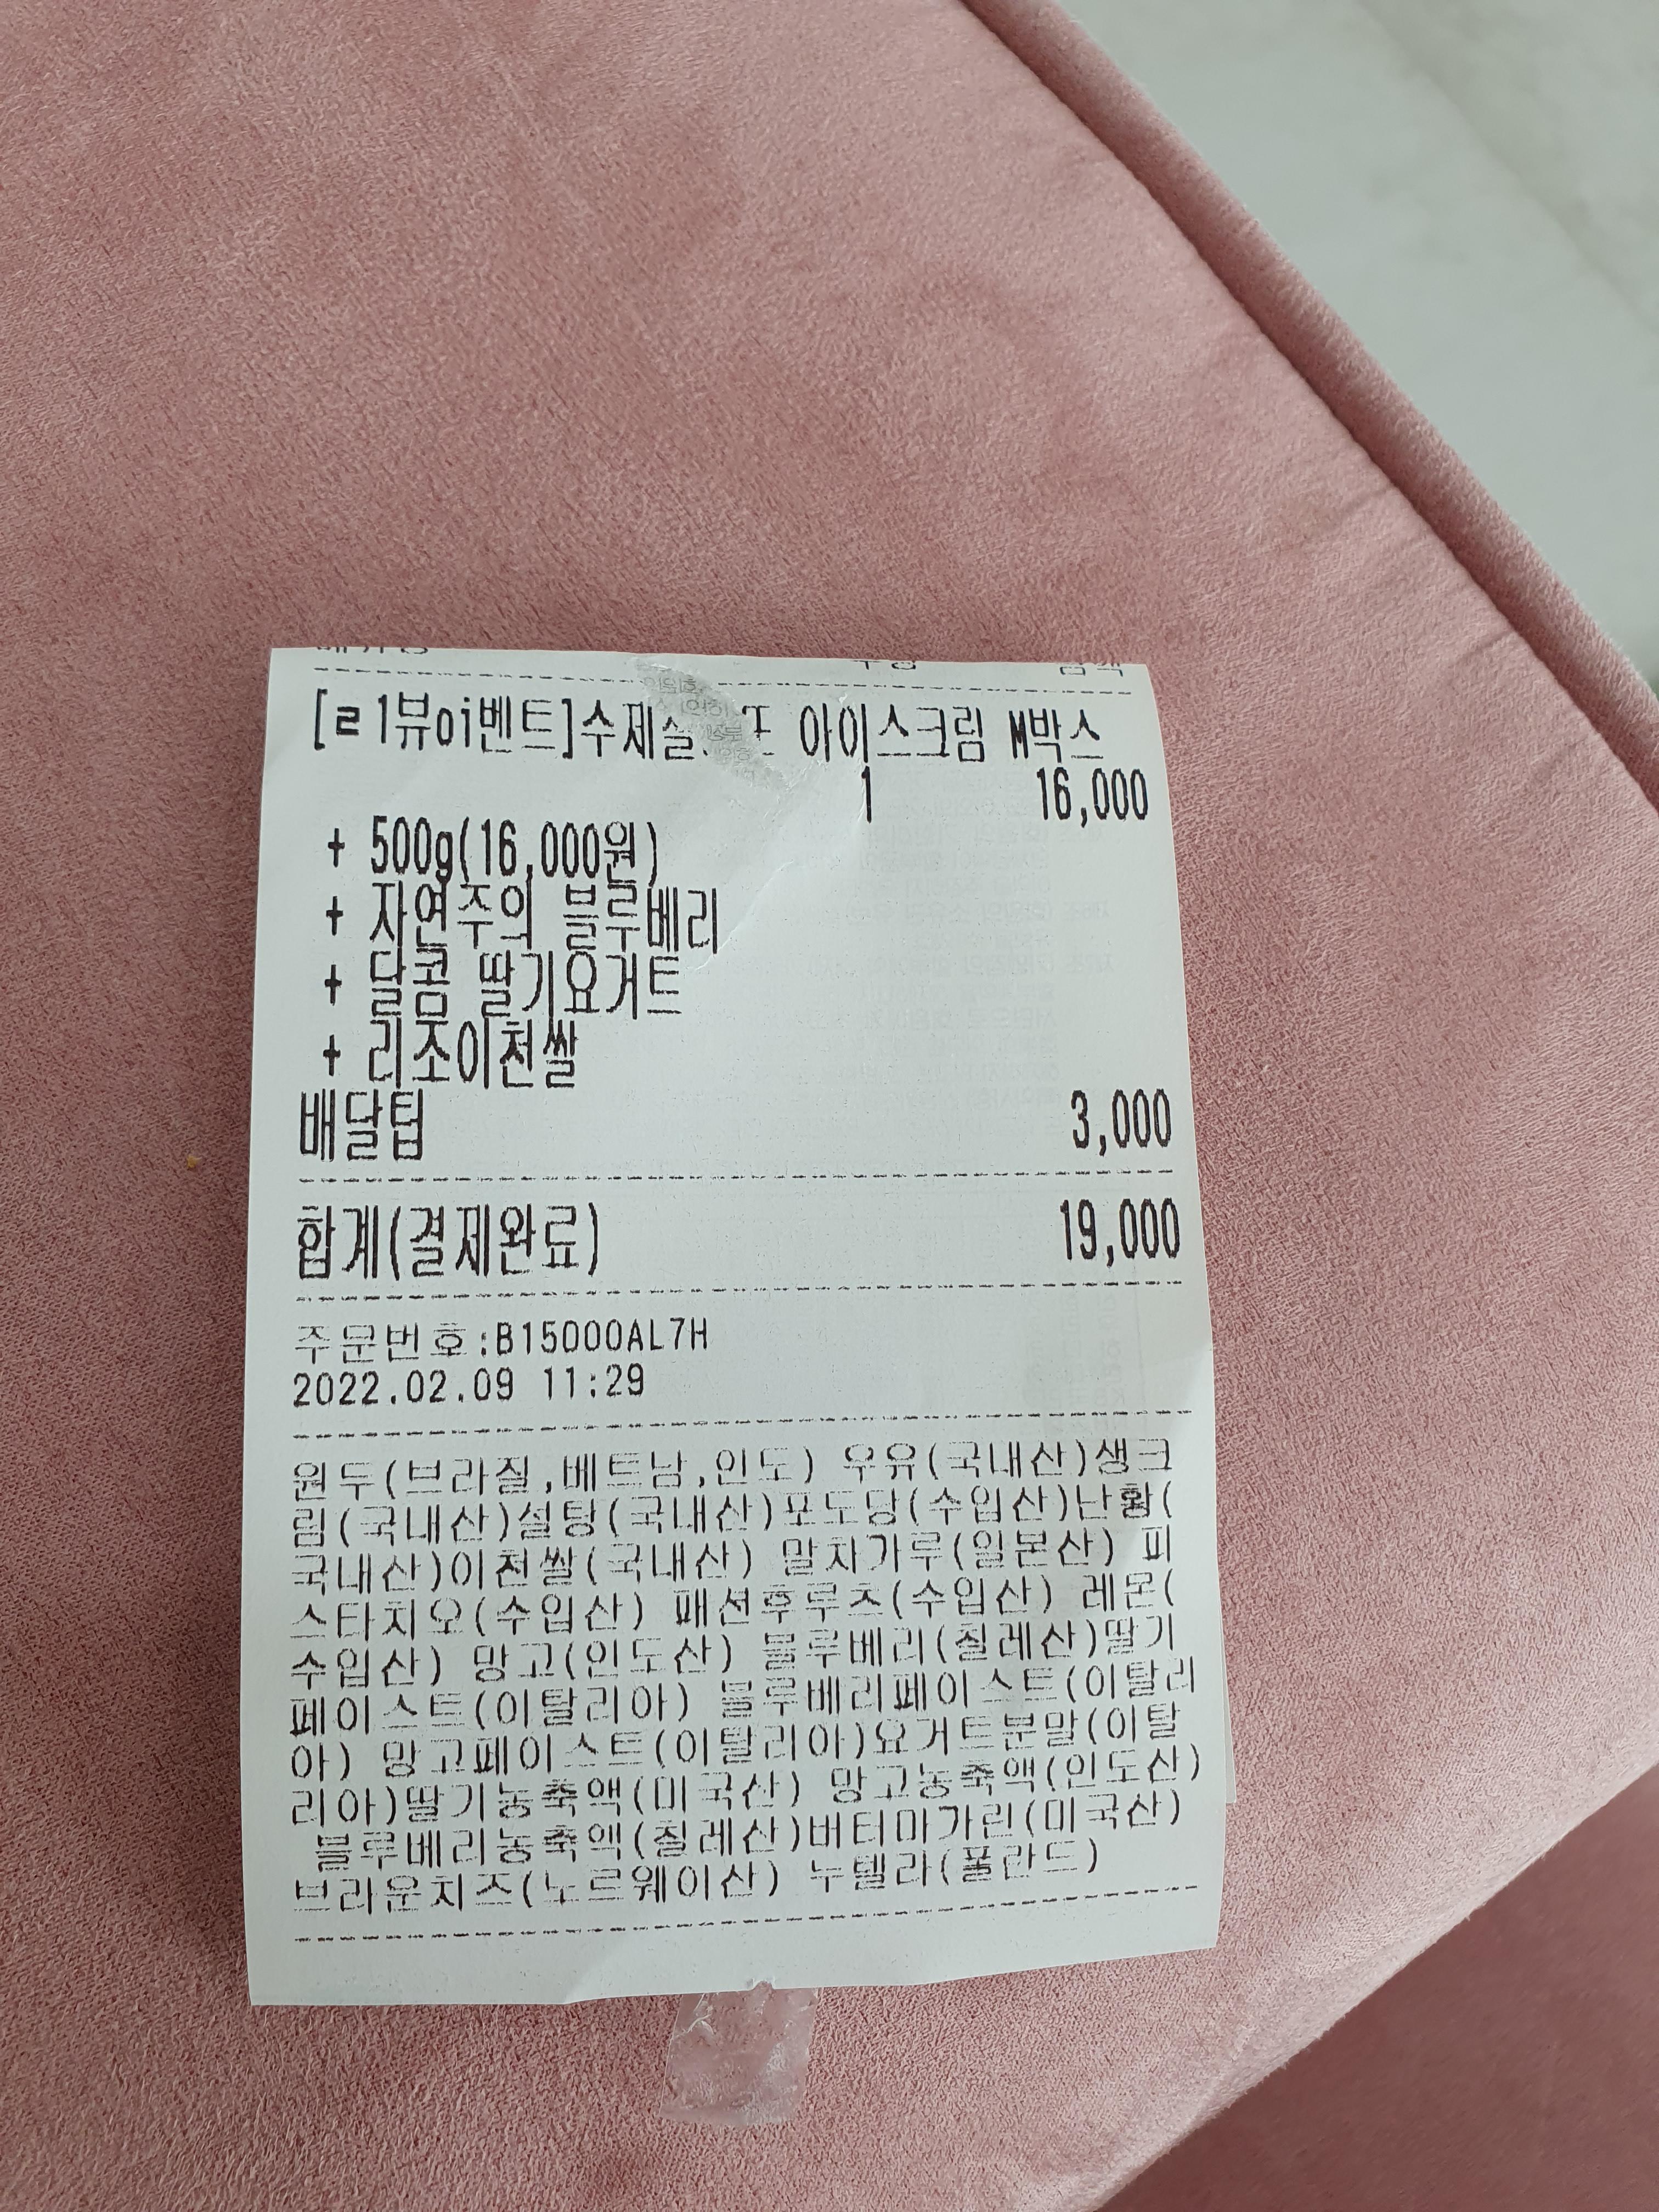 [ㄹ1뷰oi벤트]수제 아이스크림 M박스
1 16,000
+ 500g(16,000원)
+ 자연주의 블루베리
+ 달콤 딸기요거트
+ 리조이천쌀
배달팁 3,000
합계(결제완료) 19,000
주문번호:B15000AL7H
2022.02.09 11:29
원두(브라질,베트남,인도) 우유(국내산)생크
림(국내산)설탕(국내산)포도당(수입산)난황(
국내산)이천쌀(국내산) 말차가루(일본산) 피
스타치오(수입산) 패션후루츠(수입산) 레몬(
수입산) 망고(인도산) 블루베리(칠레산)딸기
페이스트(이탈리아) 블루베리페이스트(이탈리
아) 망고페이스트(이탈리아)요거트분말(이탈
리아)딸기농축액(미국산) 망고농축액(인도산)
블루베리농축액(칠레산)버터마가린(미국산)
브라운치즈(노르웨이산) 누텔라(폴란드)